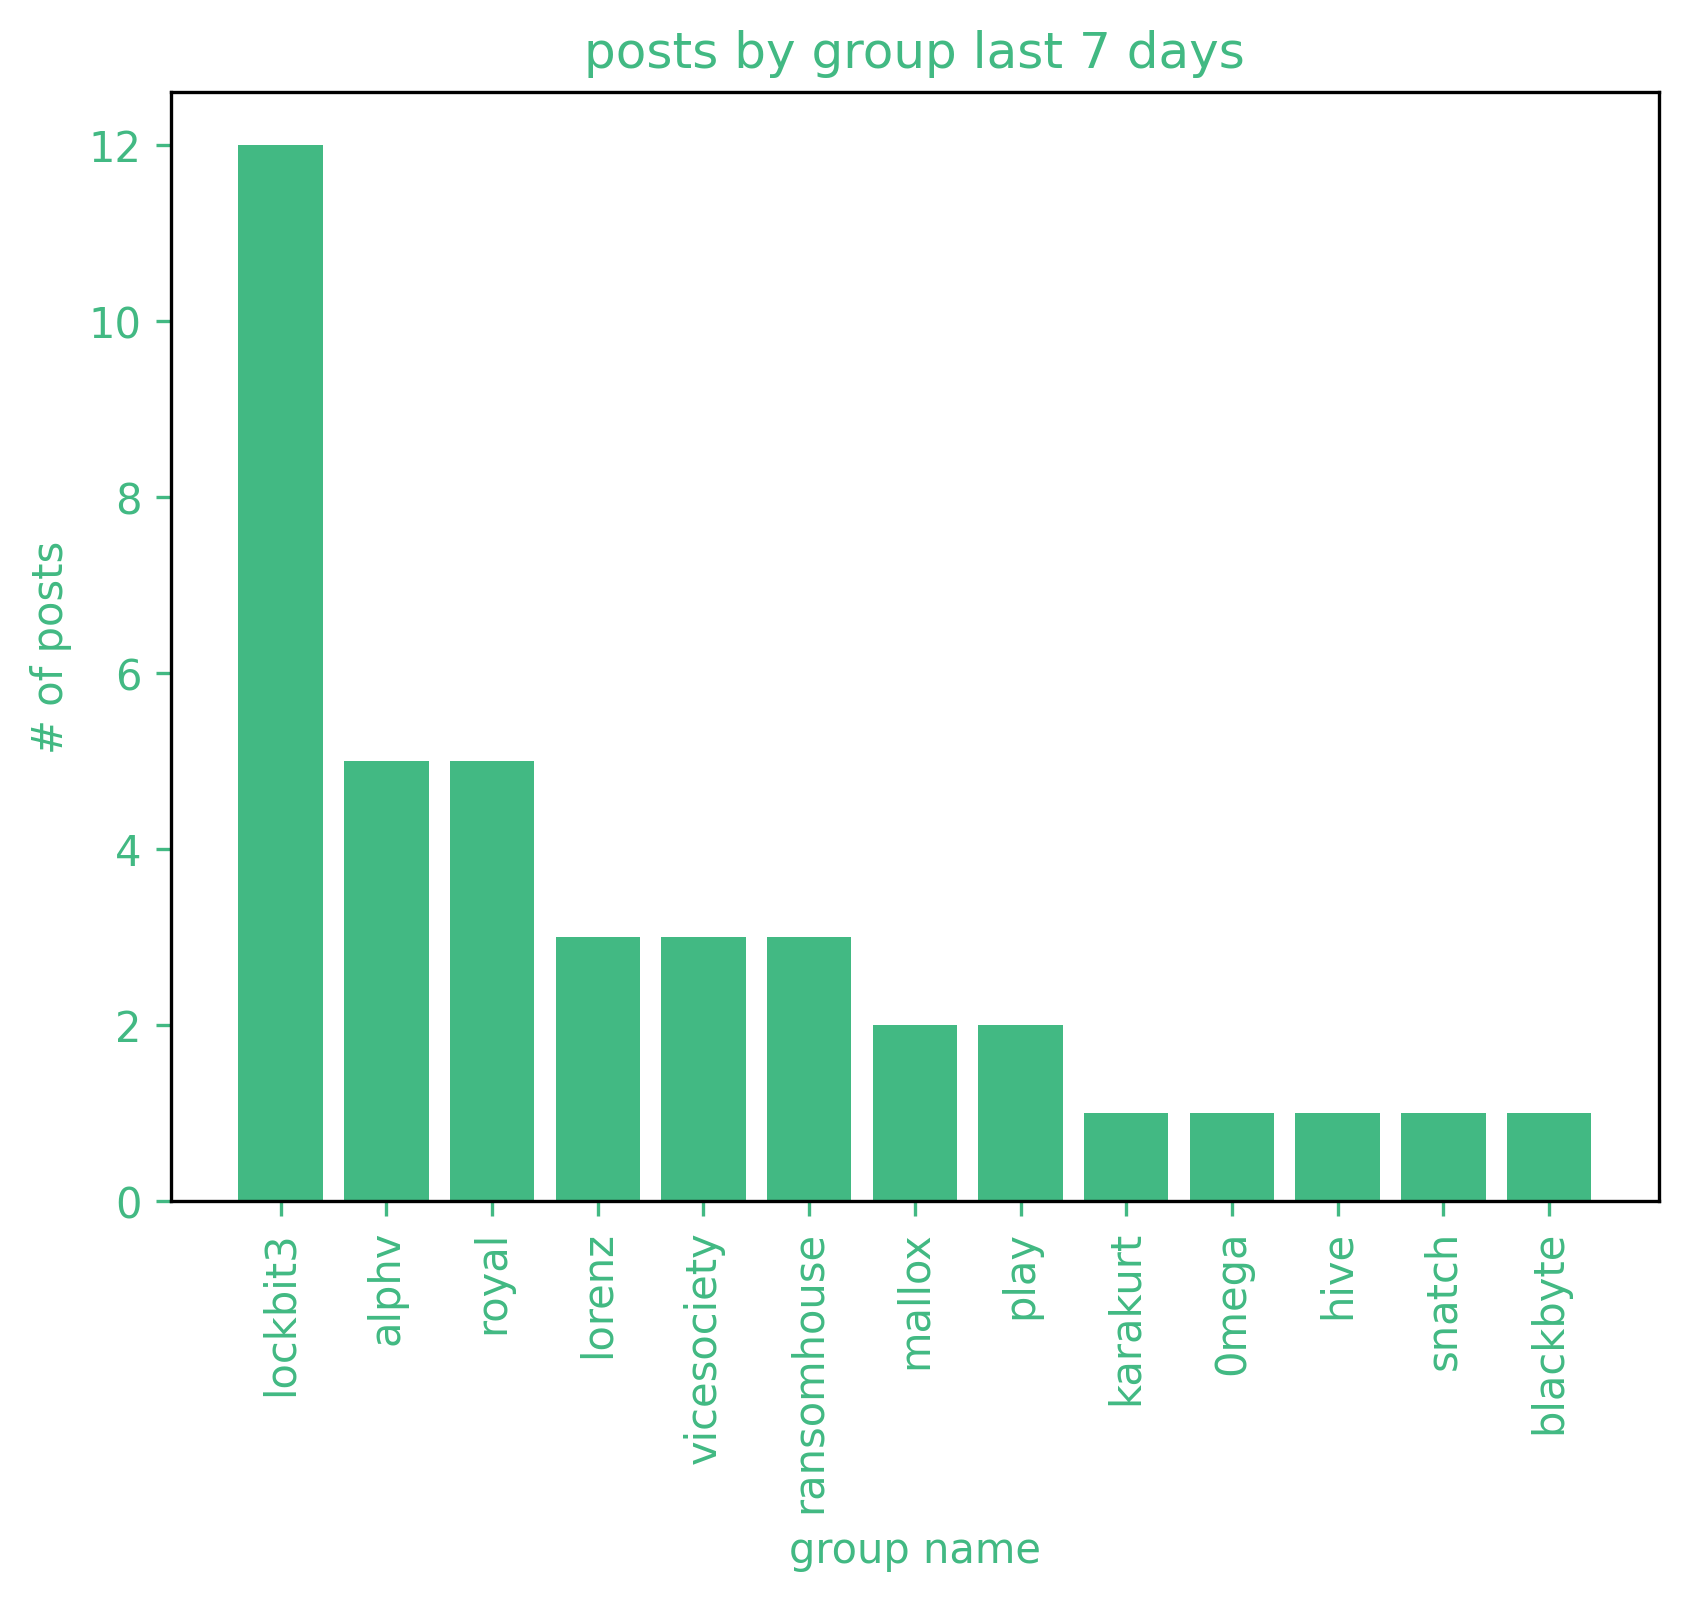 posts by group last 7 days
12
10
8
6
4
2
0
# of posts
lockbit3
alphv
royal
lorenz
vicesociety
ransomhouse
mallox
play
karakurt
0mega
hive
snatch
blackbyte
group name